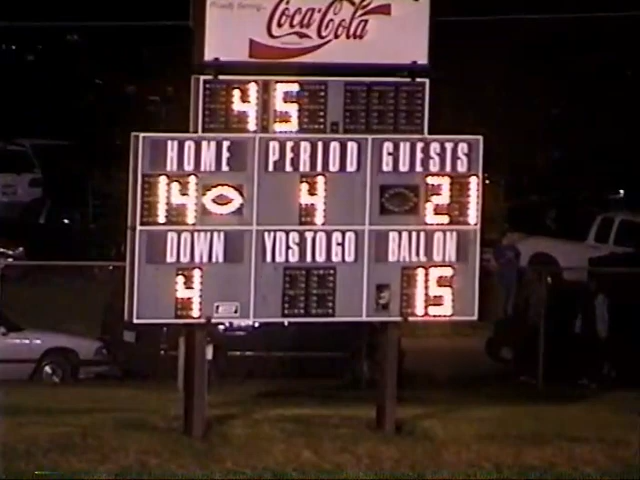 Coca-Cola
45
HOME PERIOD GUESTS
14 4 21
DOWN YDS TO GO BALL ON
4 15